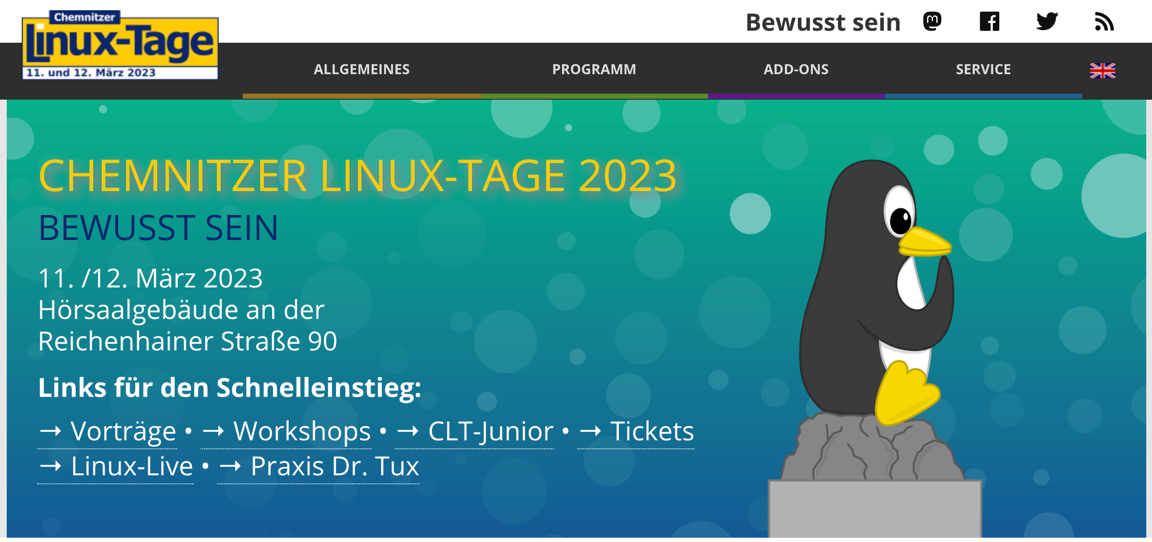 Chemnitzer
Linux-Tage
11. und 12. März 2023
Bewusst sein
ALLGEMEINES
PROGRAMM
ADD-ONS
SERVICE
CHEMNITZER LINUX-TAGE 2023
BEWUSST SEIN
11. /12. März 2023
Hörsaalgebäude an der
Reichenhainer Straße 90
Links für den Schnelleinstieg:
→ Vorträge • → Workshops • → CLT-Junior • → Tickets
→ Linux-Live • → Praxis Dr. Tux